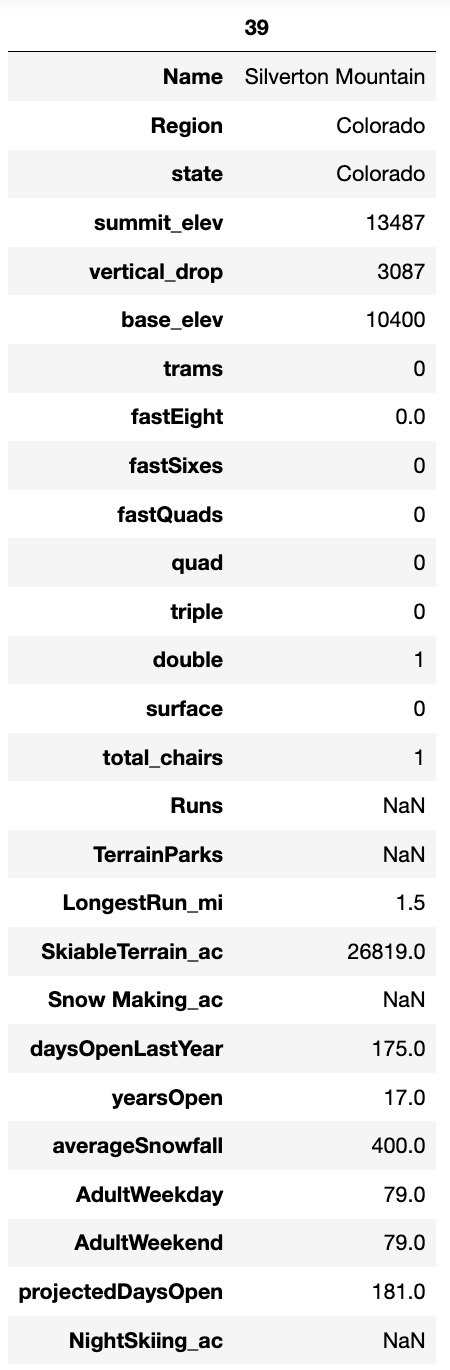 39
Name Silverton Mountain
Region Colorado
state Colorado
summit_elev 13487
vertical_drop 3087
base_elev 10400
trams 0
fastEight 0.0
fastSixes 0
fastQuads 0
quad 0
triple 0
double 1
surface 0
total_chairs 1
Runs NaN
TerrainParks NaN
LongestRun_mi 1.5
SkiableTerrain_ac 26819.0
Snow Making_ac NaN
daysOpenLastYear 175.0
yearsOpen 17.0
averageSnowfall 400.0
AdultWeekday 79.0
AdultWeekend 79.0
projectedDaysOpen 181.0
NightSkiing_ac NaN